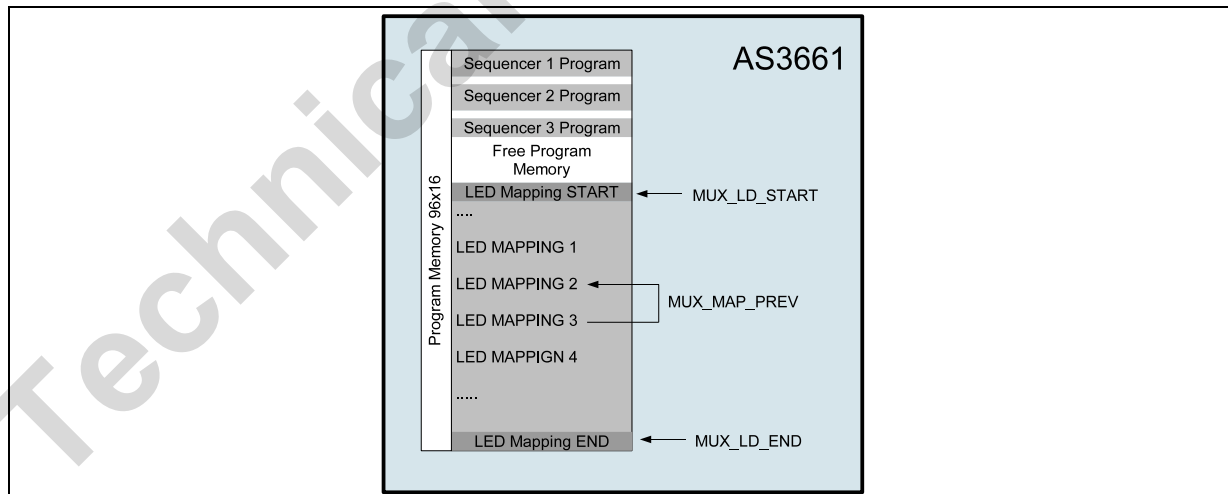 AS3661
Program Memory 96x16
Sequencer 1 Program
Sequencer 2 Program
Sequencer 3 Program
Free Program
Memory
LED Mapping START
MUX_LD_START
....
LED MAPPING 1
LED MAPPING 2
MUX_MAP_PREV
LED MAPPING 3
LED MAPPIGN 4
.....
LED Mapping END
MUX_LD_END
Technical